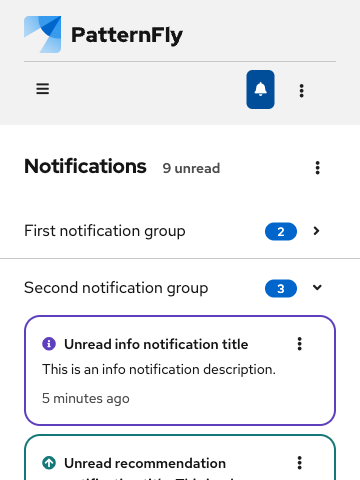 PatternFly
Notifications 9 unread
First notification group 2
Second notification group 3
Unread info notification title
This is an info notification description.
5 minutes ago
Unread recommendation